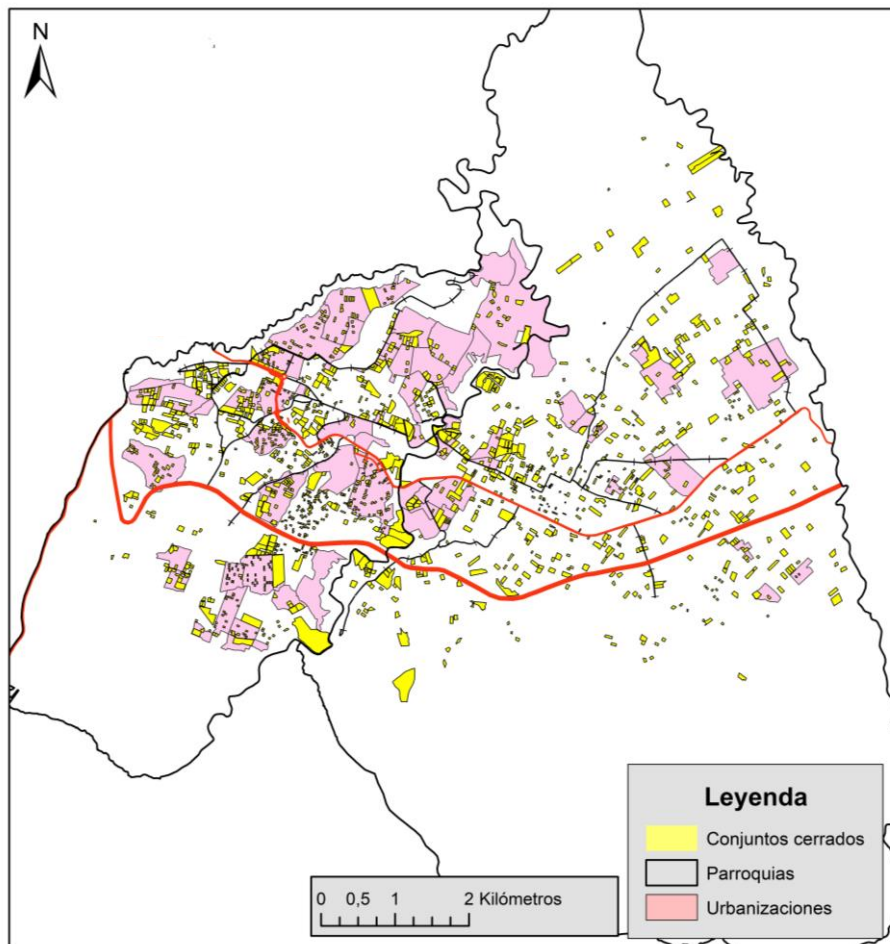 N
Leyenda
Conjuntos cerrados
Parroquias
Urbanizaciones
0 0,5 1 2 Kilómetros